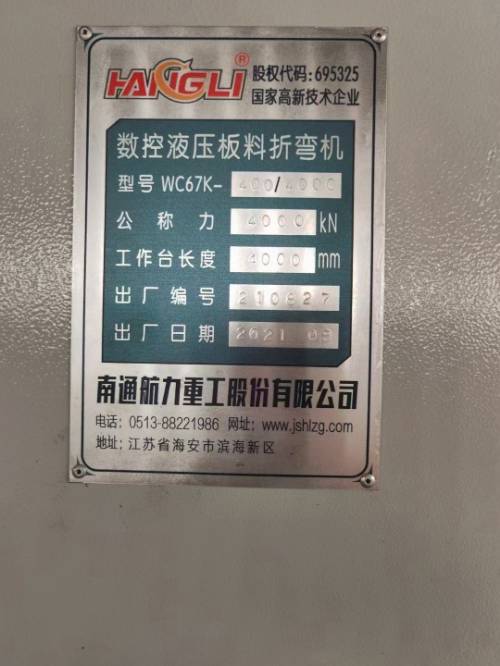 HANGLI®
股权代码:695325
国家高新技术企业
数控液压板料折弯机
型号 WC67K- 400/4000
公称力 4000 kN
工作台长度 4000 mm
出厂编号 210827
出厂日期 2021 08
南通航力重工股份有限公司
电话: 0513-88221986 网址: www.jshlzg.com
地址: 江苏省海安市滨海新区